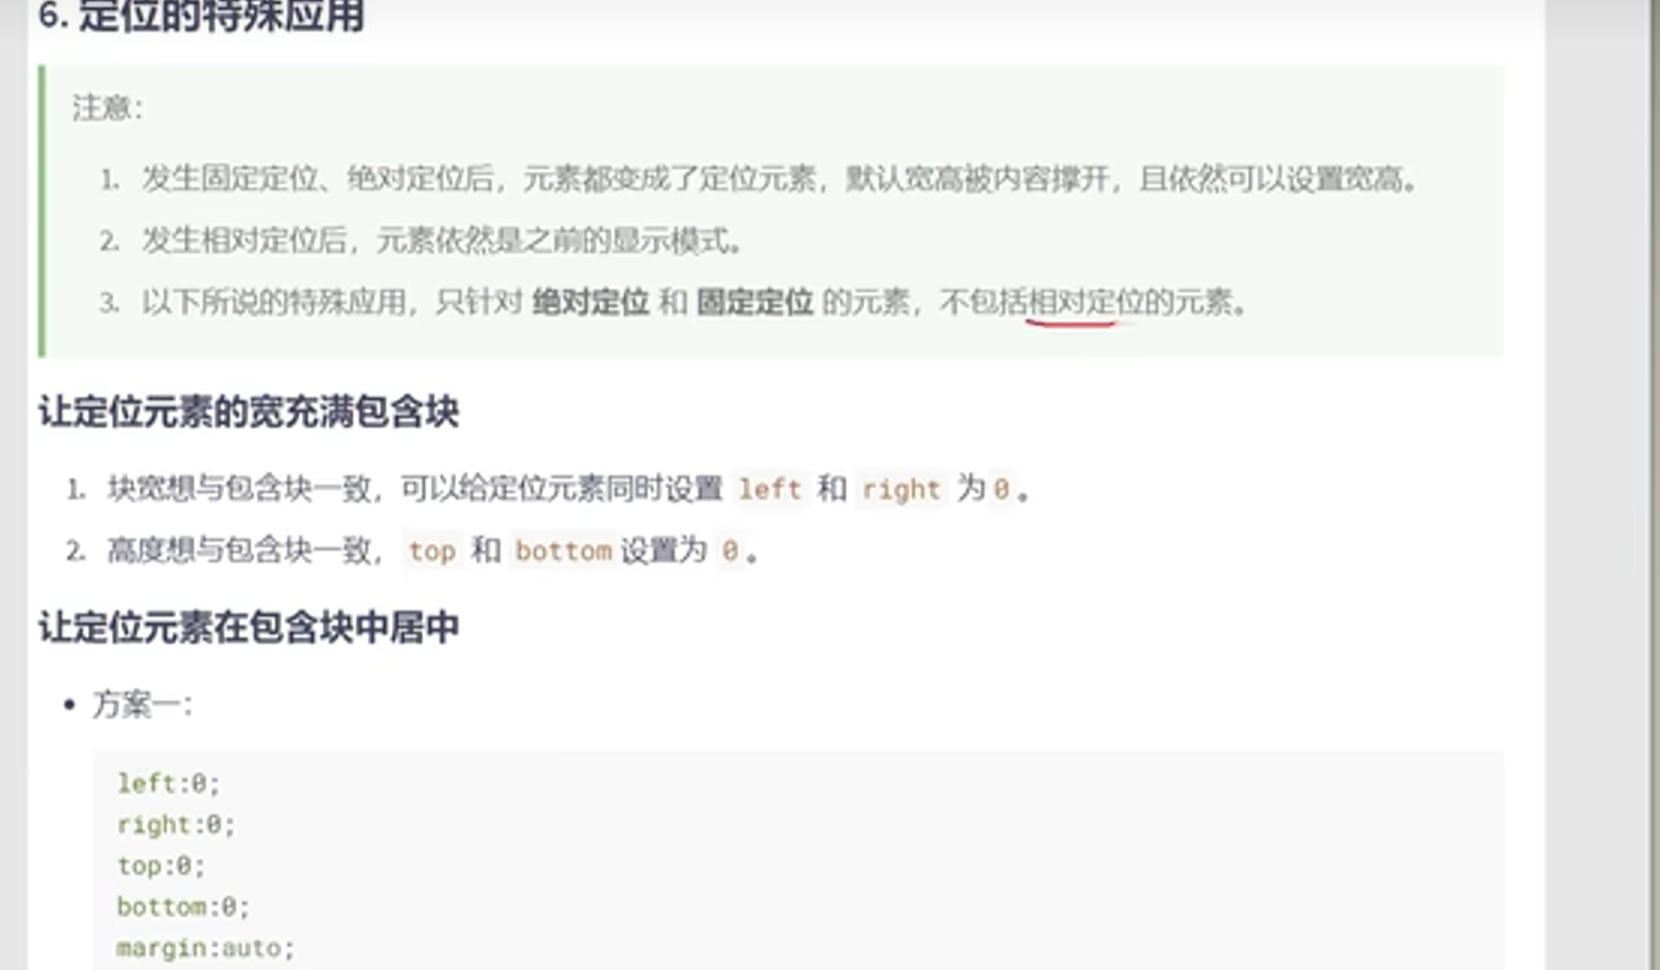 6. 定位的特殊应用
注意：
1. 发生固定定位、绝对定位后，元素都变成了定位元素，默认宽高被内容撑开，且依然可以设置宽高。
2. 发生相对定位后，元素依然是之前的显示模式。
3. 以下所说的特殊应用，只针对 绝对定位 和 固定定位 的元素，不包括相对定位的元素。
让定位元素的宽充满包含块
1. 块宽想与包含块一致，可以给定位元素同时设置 left 和 right 为 0 。
2. 高度想与包含块一致， top 和 bottom 设置为 0 。
让定位元素在包含块中居中
• 方案一：
left:0;
right:0;
top:0;
bottom:0;
margin:auto;